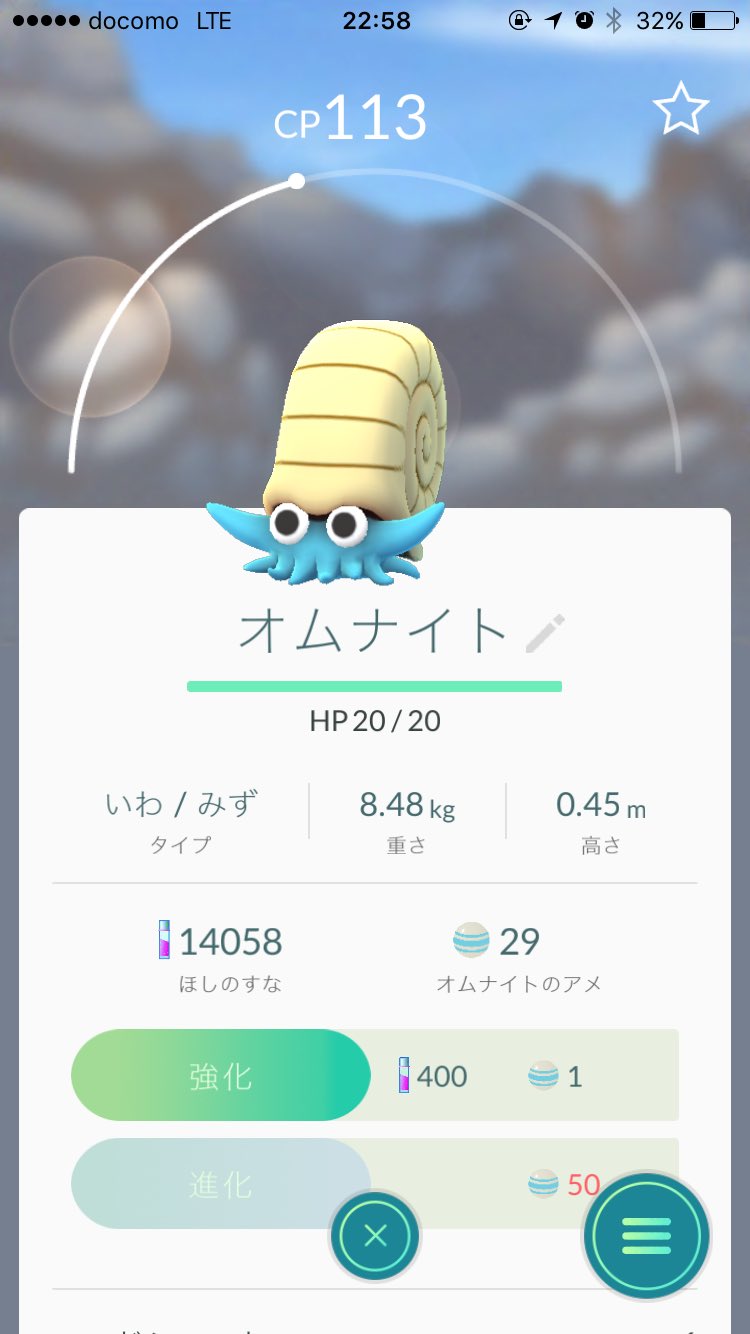 docomo LTE 22:58 32%
CP113
オムナイト
HP 20 / 20
いわ / みず 8.48 kg 0.45 m
タイプ 重さ 高さ
14058 29
ほしのすな オムナイトのアメ
強化 400 1
進化 50